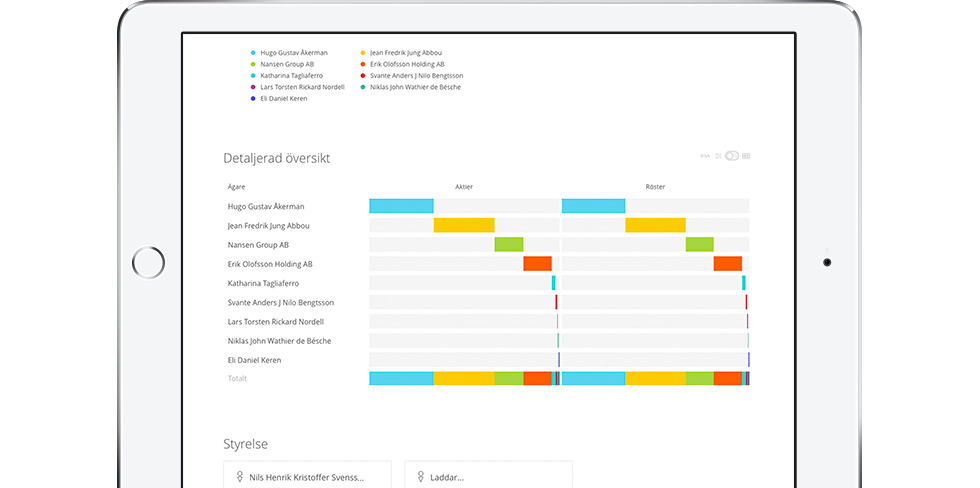 Hugo Gustav Åkerman
Jean Fredrik Jung Abbou
Nansen Group AB
Erik Olofsson Holding AB
Katharina Tagliaferro
Svante Anders J Nilo Bengtsson
Lars Torsten Rickard Nordell
Niklas John Wathier de Bésche
Eli Daniel Keren
Detaljerad översikt
Ägare Aktier Röster
Hugo Gustav Åkerman
Jean Fredrik Jung Abbou
Nansen Group AB
Erik Olofsson Holding AB
Katharina Tagliaferro
Svante Anders J Nilo Bengtsson
Lars Torsten Rickard Nordell
Niklas John Wathier de Bésche
Eli Daniel Keren
Totalt
Styrelse
Nils Henrik Kristoffer Svenss...
Laddar...